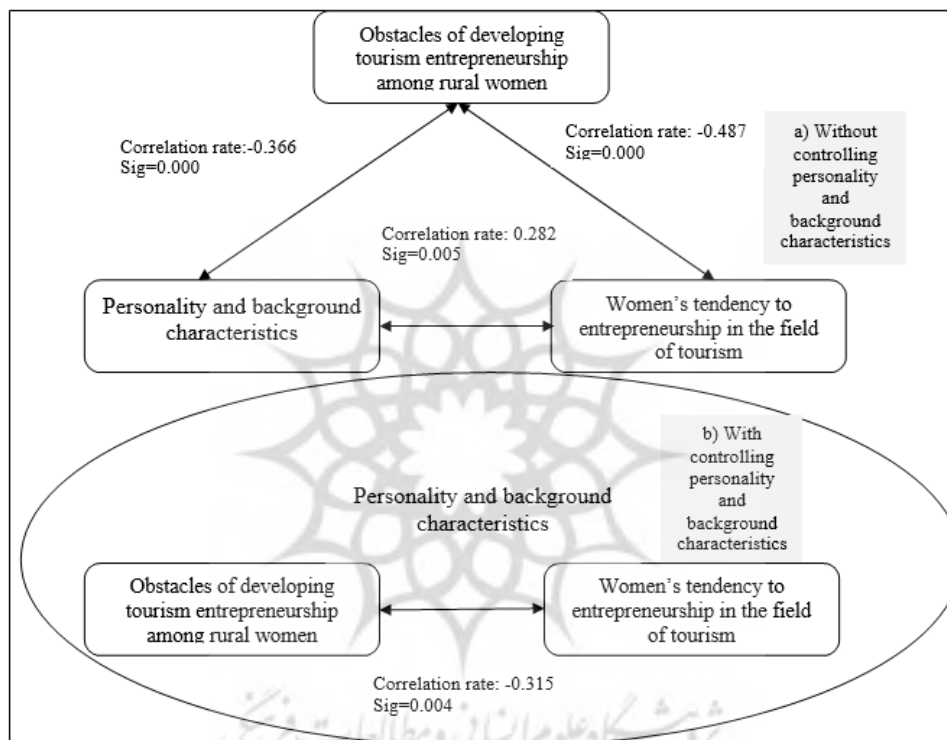 Obstacles of developing
tourism entrepreneurship
among rural women
Correlation rate:-0.366
Sig=0.000
Correlation rate: -0.487
Sig=0.000
a) Without
controlling
personality
and
background
characteristics
Correlation rate: 0.282
Sig=0.005
Personality and background
characteristics
Women's tendency to
entrepreneurship in the field
of tourism
b) With
controlling
personality
and
background
characteristics
Personality and background
characteristics
Obstacles of developing
tourism entrepreneurship
among rural women
Women's tendency to
entrepreneurship in the field
of tourism
Correlation rate: -0.315
Sig=0.004